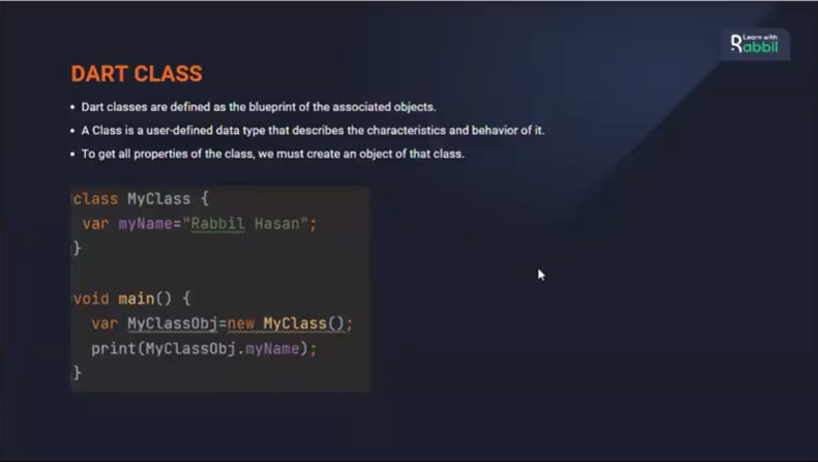 Learn with
Rabbil
DART CLASS
• Dart classes are defined as the blueprint of the associated objects.
• A Class is a user-defined data type that describes the characteristics and behavior of it.
• To get all properties of the class, we must create an object of that class.
class MyClass {
 var myName="Rabbil Hasan";
}
void main() {
  var MyClassObj=new MyClass();
  print(MyClassObj.myName);
}